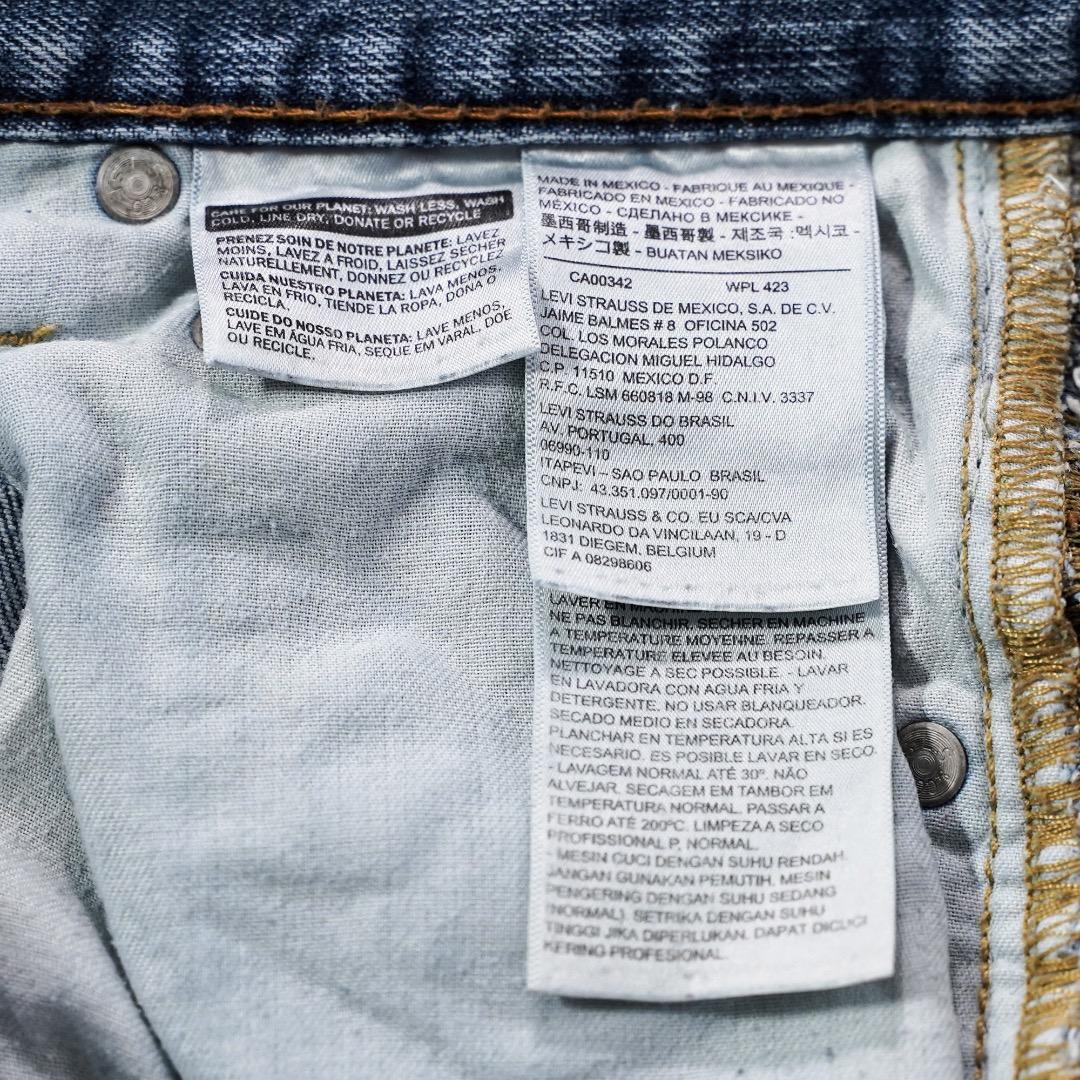 CARE FOR OUR PLANET: WASH LESS, WASH
COLD, LINE DRY, DONATE OR RECYCLE
PRENEZ SOIN DE NOTRE PLANETE: LAVEZ
MOINS, LAVEZ A FROID, LAISSEZ SECHER
NATURELLEMENT, DONNEZ OU RECYCLEZ
CUIDA NUESTRO PLANETA: LAVA MENOS,
LAVA EN FRIO, TIENDE LA ROPA, DONA O
RECICLA.
CUIDE DO NOSSO PLANETA: LAVE MENOS,
LAVE EM ÁGUA FRIA, SEQUE EM VARAL, DOE
OU RECICLE.
MADE IN MEXICO - FABRIQUE AU MEXIQUE -
FABRICADO EN MEXICO - FABRICADO NO
MÉXICO - СДЕЛАНО В МЕКСИКЕ -
墨西哥制造 - 墨西哥製 - 제조국 :멕시코 -
メキシコ製 - BUATAN MEKSIKO
CA00342 WPL 423
LEVI STRAUSS DE MEXICO, S.A. DE C.V.
JAIME BALMES # 8 OFICINA 502
COL. LOS MORALES POLANCO
DELEGACION MIGUEL HIDALGO
C.P. 11510 MEXICO D.F.
R.F.C. LSM 660818 M-98 C.N.I.V. 3337
LEVI STRAUSS DO BRASIL
AV. PORTUGAL, 400
06990-110
ITAPEVI – SAO PAULO BRASIL
CNPJ: 43.351.097/0001-90
LEVI STRAUSS & CO. EU SCA/CVA
LEONARDO DA VINCILAAN, 19 - D
1831 DIEGEM, BELGIUM
CIF A 08298606
LAVER EN
NE PAS BLANCHIR. SECHER EN MACHINE
A TEMPERATURE MOYENNE. REPASSER A
TEMPERATURE ELEVEE AU BESOIN.
NETTOYAGE A SEC POSSIBLE. - LAVAR
EN LAVADORA CON AGUA FRIA Y
DETERGENTE. NO USAR BLANQUEADOR.
SECADO MEDIO EN SECADORA.
PLANCHAR EN TEMPERATURA ALTA SI ES
NECESARIO. ES POSIBLE LAVAR EN SECO.
- LAVAGEM NORMAL ATÉ 30º. NÃO
ALVEJAR. SECAGEM EM TAMBOR EM
TEMPERATURA NORMAL. PASSAR A
FERRO ATÉ 200ºC. LIMPEZA A SECO
PROFISSIONAL P, NORMAL.
- MESIN CUCI DENGAN SUHU RENDAH.
JANGAN GUNAKAN PEMUTIH. MESIN
PENGERING DENGAN SUHU SEDANG
(NORMAL). SETRIKA DENGAN SUHU
TINGGI JIKA DIPERLUKAN. DAPAT DICUCI
KERING PROFESIONAL.